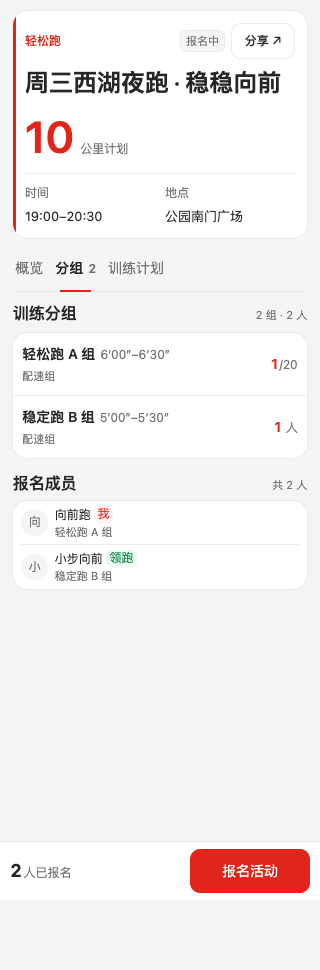 轻松跑
报名中
分享 ↗
周三西湖夜跑 · 稳稳向前
10 公里计划
时间
地点
19:00–20:30
公园南门广场
概览 分组 2 训练计划
训练分组
2 组 · 2 人
轻松跑 A 组 6′00″–6′30″
配速组
1/20
稳定跑 B 组 5′00″–5′30″
配速组
1 人
报名成员
共 2 人
向
向前跑 我
轻松跑 A 组
小
小步向前 领跑
稳定跑 B 组
2 人已报名
报名活动